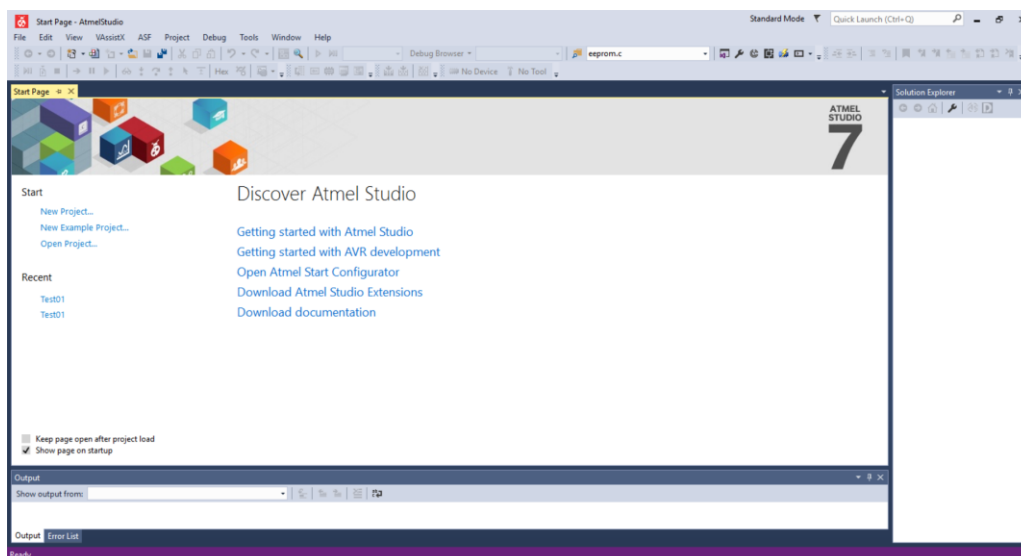 Start Page - AtmelStudio
Standard Mode
Quick Launch (Ctrl+Q)
File Edit View VAssistX ASF Project Debug Tools Window Help
Debug Browser
eeprom.c
Hex
No Device
No Tool
Start Page
Solution Explorer
ATMEL
STUDIO
7
Start
New Project...
New Example Project...
Open Project...
Recent
Test01
Test01
Discover Atmel Studio
Getting started with Atmel Studio
Getting started with AVR development
Open Atmel Start Configurator
Download Atmel Studio Extensions
Download documentation
Keep page open after project load
Show page on startup
Output
Show output from:
Output Error List
Ready